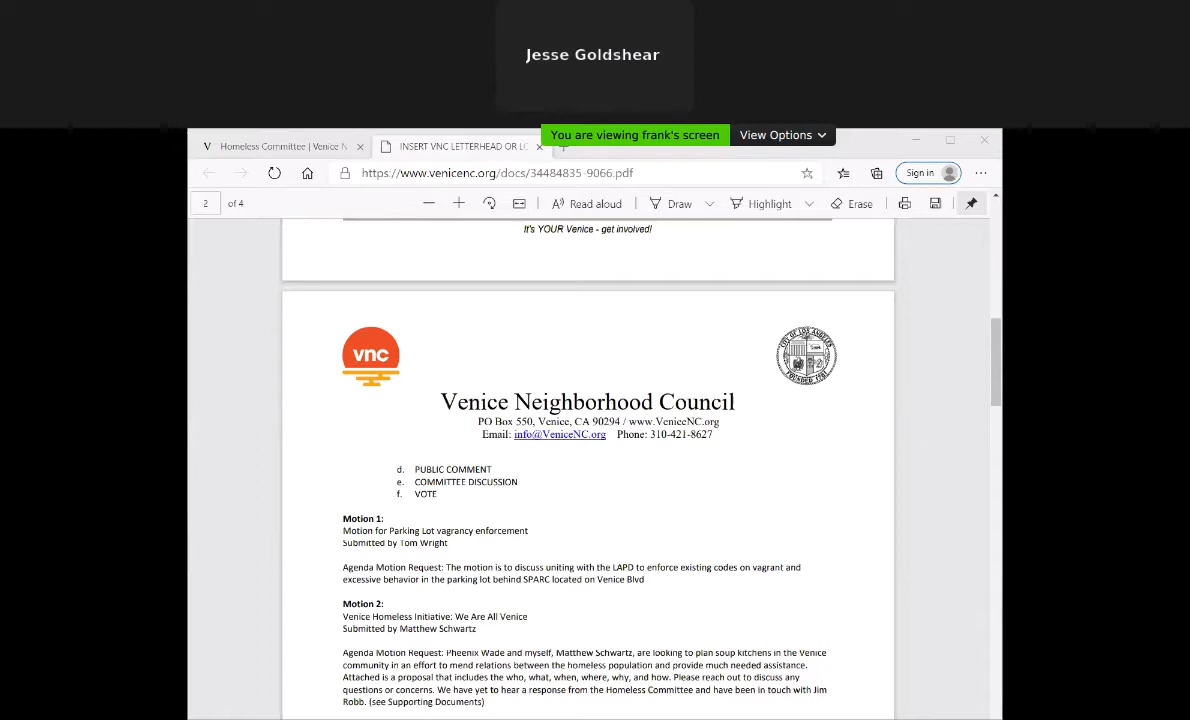 Jesse Goldshear
You are viewing frank's screen View Options
V Homeless Committee | Venice N
INSERT VNC LETTERHEAD OR LO
https://www.venicenc.org/docs/34484835-9066.pdf
Sign in
2 of 4
Read aloud
Draw
Highlight
Erase
It's YOUR Venice - get involved!
vnc
CITY OF LOS ANGELES
FOUNDED 1781
Venice Neighborhood Council
PO Box 550, Venice, CA 90294 / www.VeniceNC.org
Email: info@VeniceNC.org Phone: 310-421-8627
d. PUBLIC COMMENT
e. COMMITTEE DISCUSSION
f. VOTE
Motion 1:
Motion for Parking Lot vagrancy enforcement
Submitted by Tom Wright
Agenda Motion Request: The motion is to discuss uniting with the LAPD to enforce existing codes on vagrant and
excessive behavior in the parking lot behind SPARC located on Venice Blvd
Motion 2:
Venice Homeless Initiative: We Are All Venice
Submitted by Matthew Schwartz
Agenda Motion Request: Pheenix Wade and myself, Matthew Schwartz, are looking to plan soup kitchens in the Venice
community in an effort to mend relations between the homeless population and provide much needed assistance.
Attached is a proposal that includes the who, what, when, where, why, and how. Please reach out to discuss any
questions or concerns. We have yet to hear a response from the Homeless Committee and have been in touch with Jim
Robb. (see Supporting Documents)